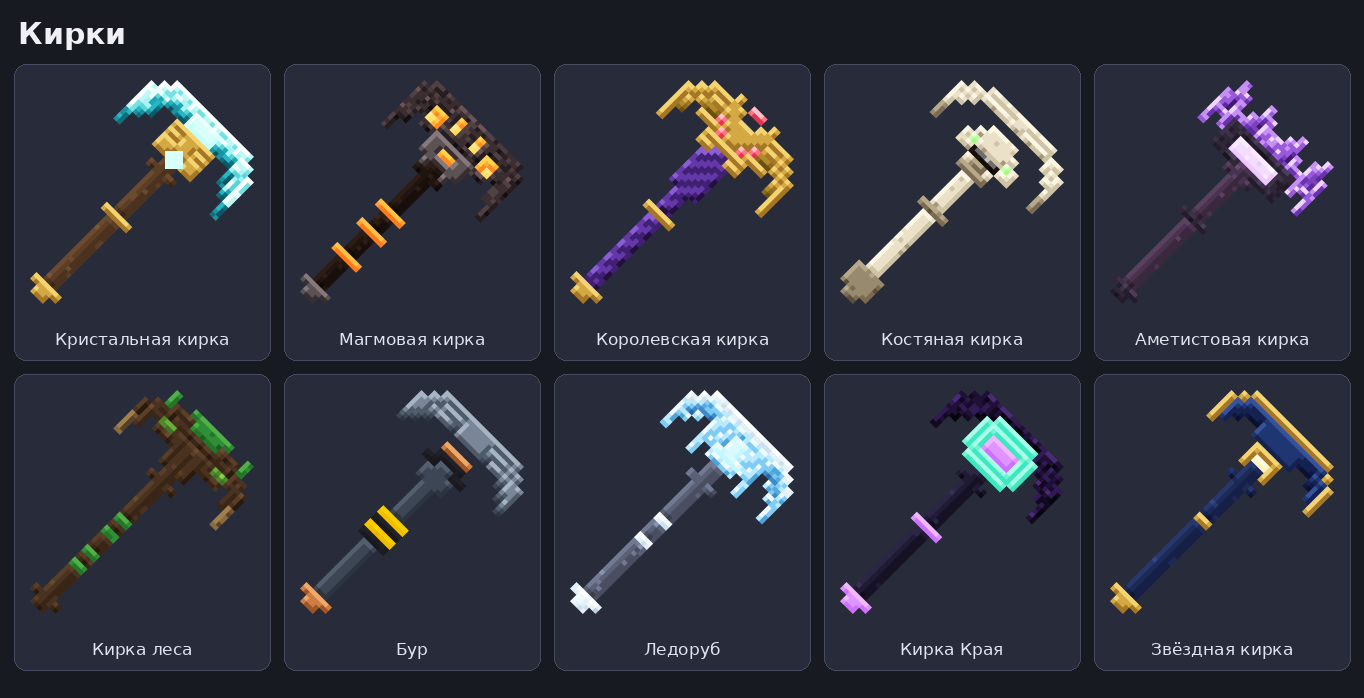 Кирки
Кристальная кирка
Магмовая кирка
Королевская кирка
Костяная кирка
Аметистовая кирка
Кирка леса
Бур
Ледоруб
Кирка Края
Звёздная кирка